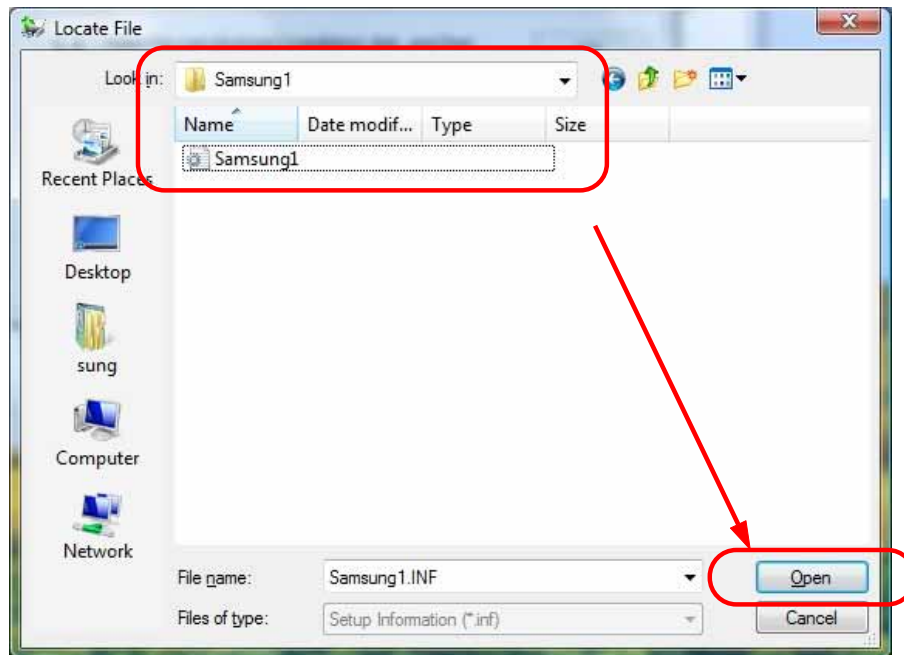 Locate File
Look in: Samsung1
Name Date modif... Type Size
Samsung1
Recent Places
Desktop
sung
Computer
Network
File name: Samsung1.INF Open
Files of type: Setup Information (*.inf) Cancel